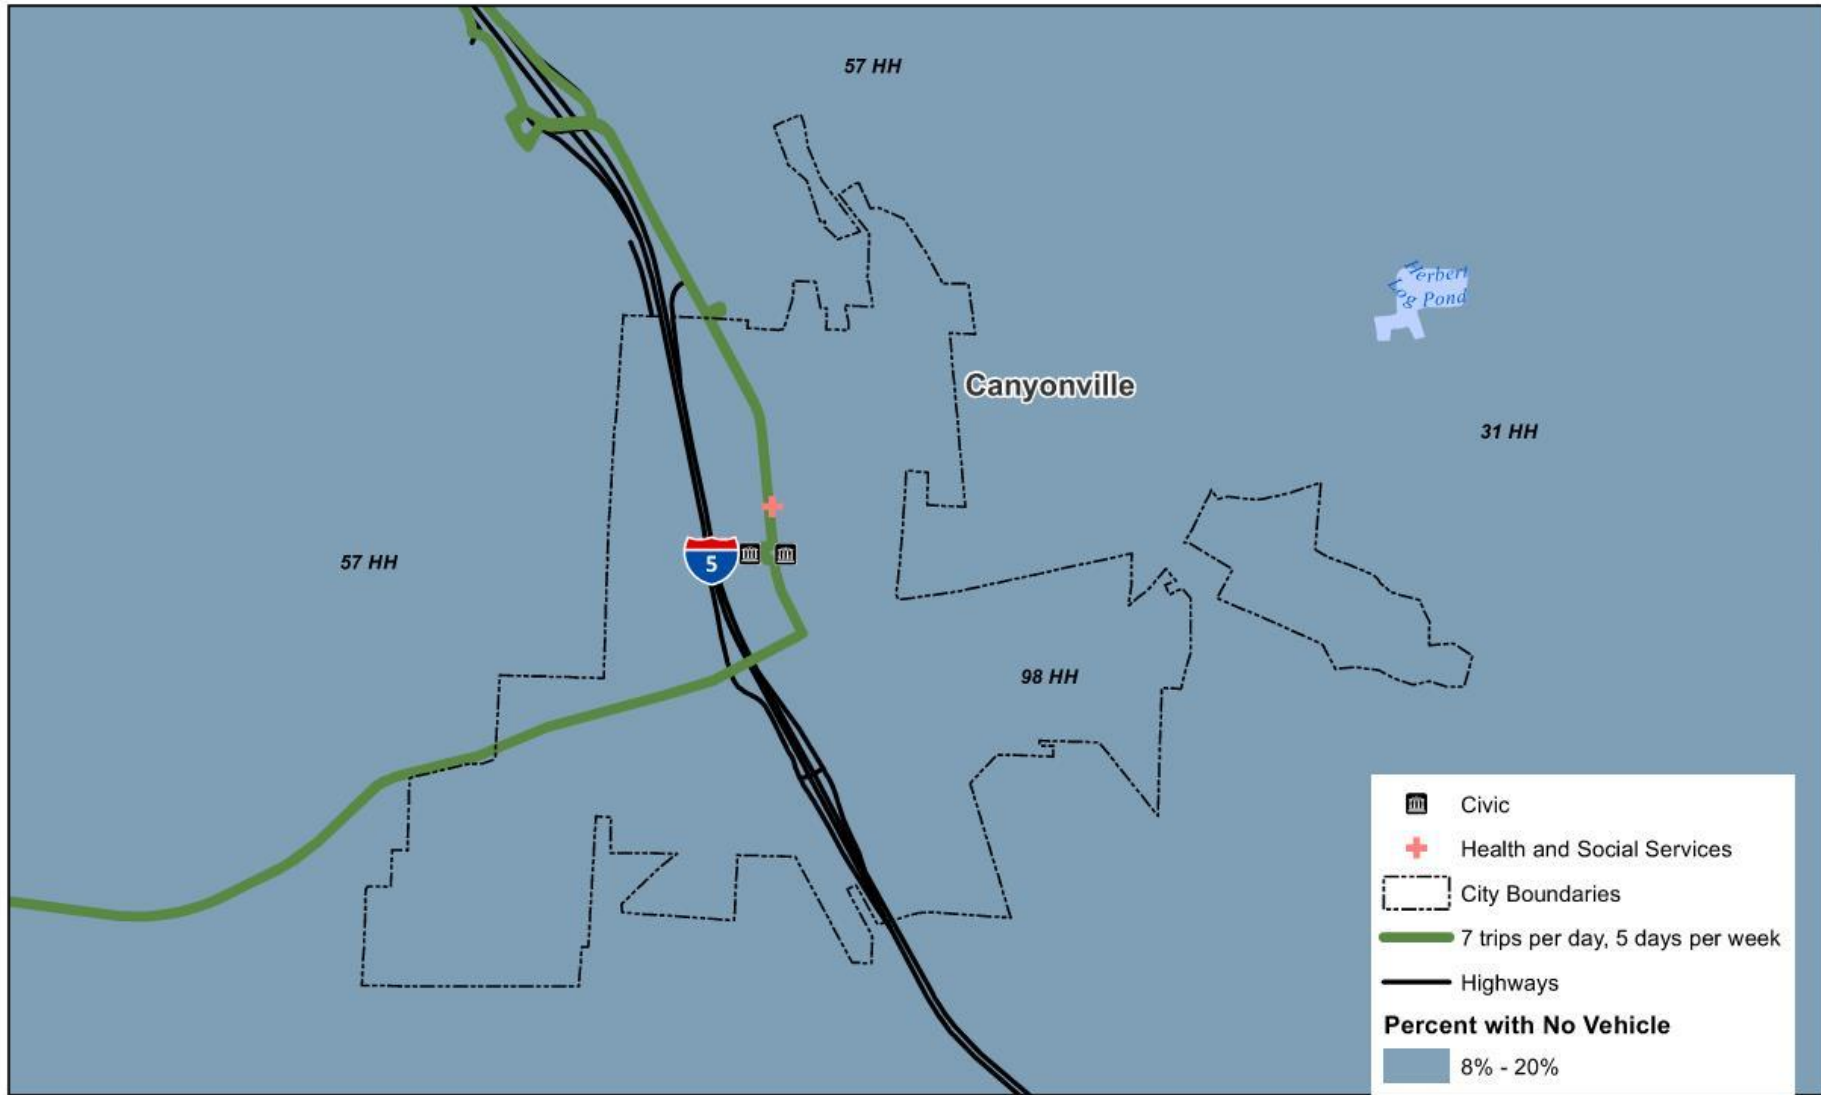 57 HH
Herbert
Log Pond
Canyonville
31 HH
57 HH
5
98 HH
Civic
Health and Social Services
City Boundaries
7 trips per day, 5 days per week
Highways
Percent with No Vehicle
8% - 20%